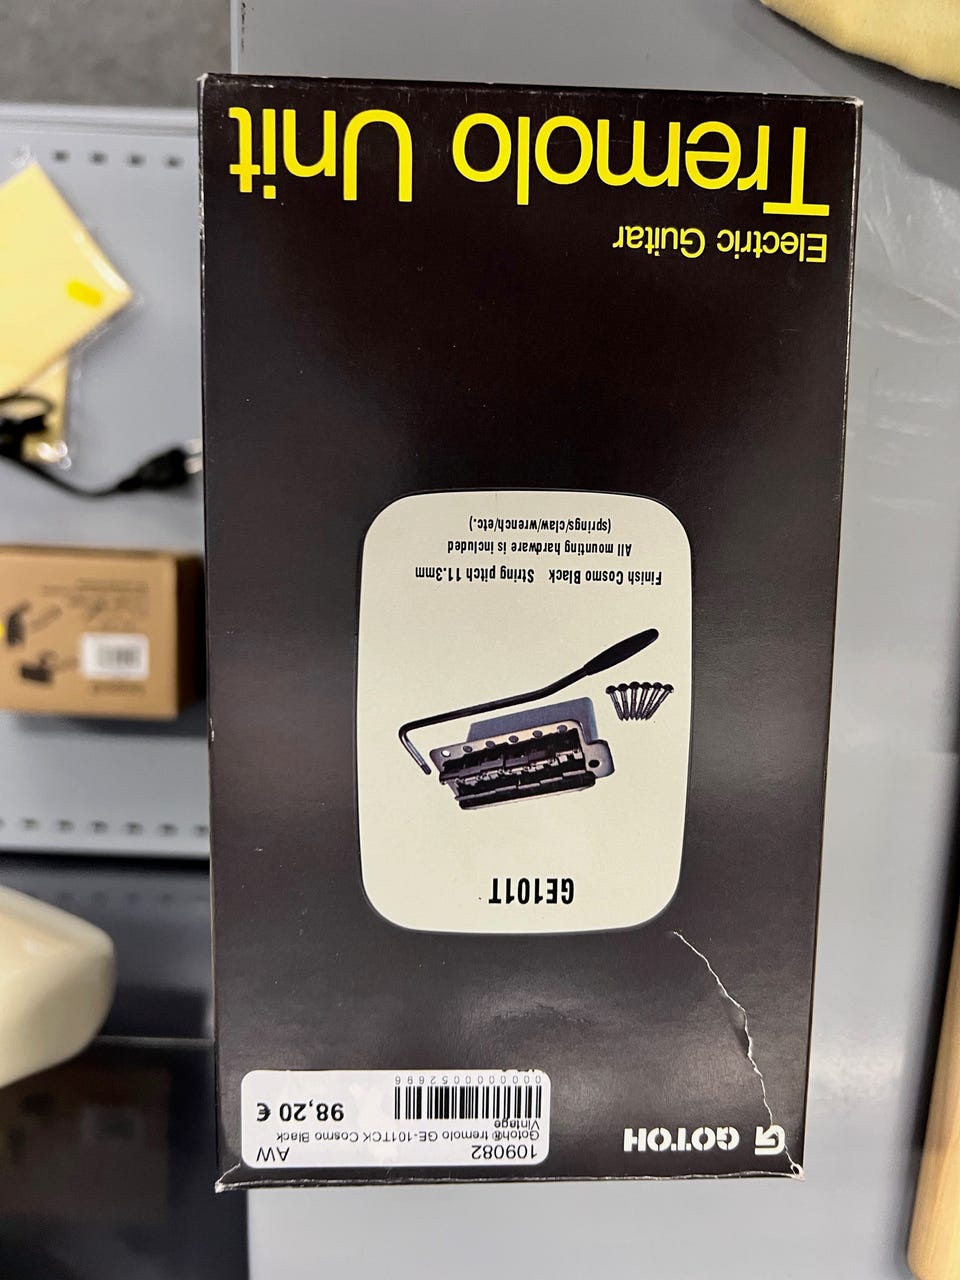 GOTOH
109082 AW
Gotoh® tremolo GE-101TCK Cosmo Black
Vintage
98,20 €
GE101T
Finish Cosmo Black String pitch 11.3mm
All mounting hardware is included
(springs/claw/wrench/etc.)
Electric Guitar
Tremolo Unit